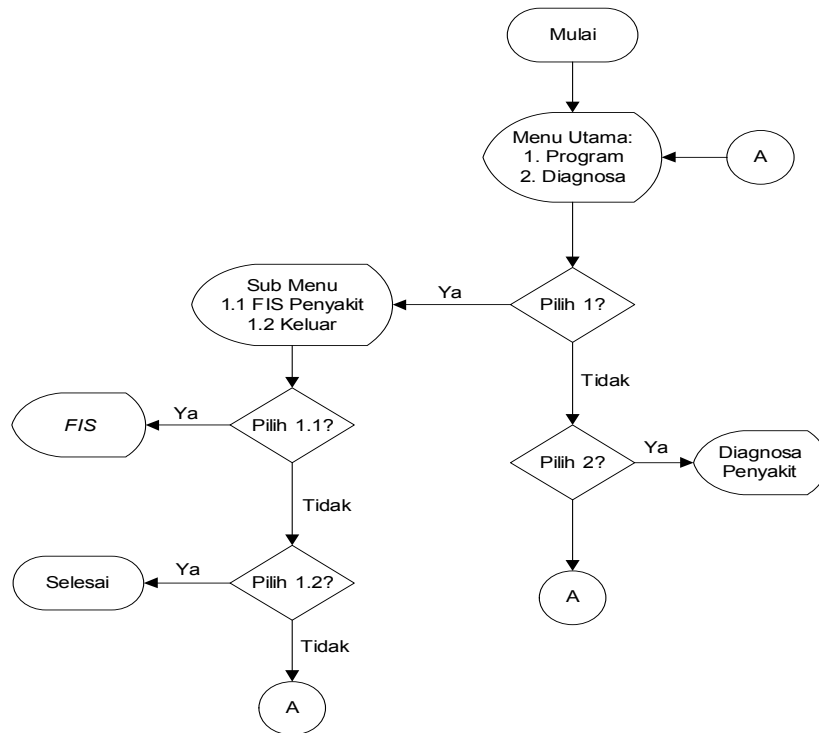 Mulai
Menu Utama:
1. Program
2. Diagnosa
A
Pilih 1?
Ya
Sub Menu
1.1 FIS Penyakit
1.2 Keluar
Tidak
Pilih 1.1?
Ya
FIS
Pilih 2?
Ya
Diagnosa
Penyakit
Tidak
Pilih 1.2?
Ya
Selesai
A
Tidak
A